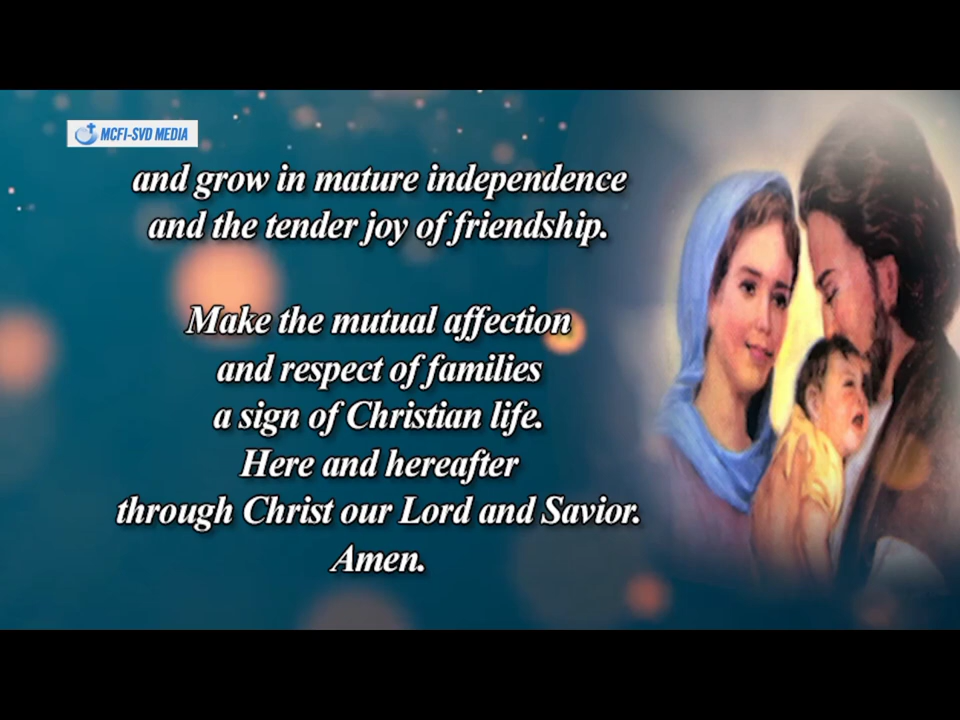 MCFI-SVD MEDIA
and grow in mature independence
and the tender joy of friendship.
Make the mutual affection
and respect of families
a sign of Christian life.
Here and hereafter
through Christ our Lord and Savior.
Amen.